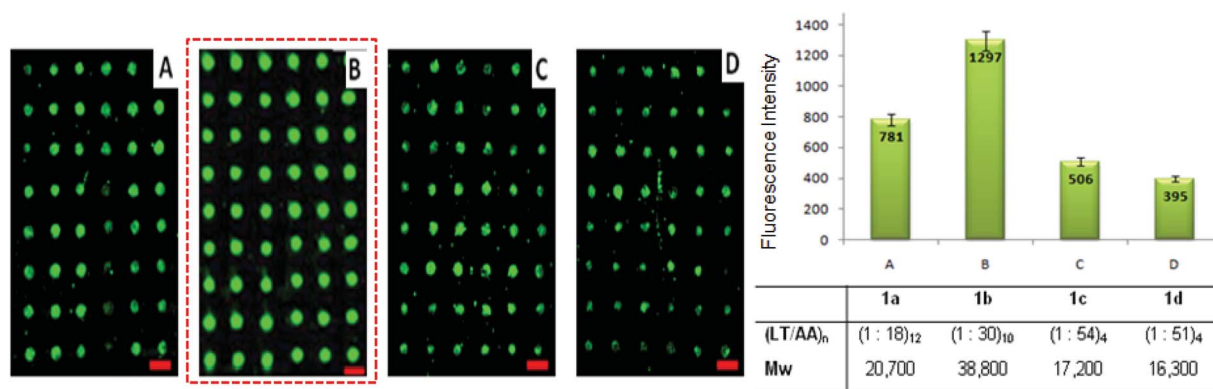 A
B
C
D
Fluorescence Intensity
1400
1200
1000
800
600
400
200
0
781
1297
506
395
A B C D
1a 1b 1c 1d
(LT/AA)n (1 : 18)12 (1 : 30)10 (1 : 54)4 (1 : 51)4
Mw 20,700 38,800 17,200 16,300